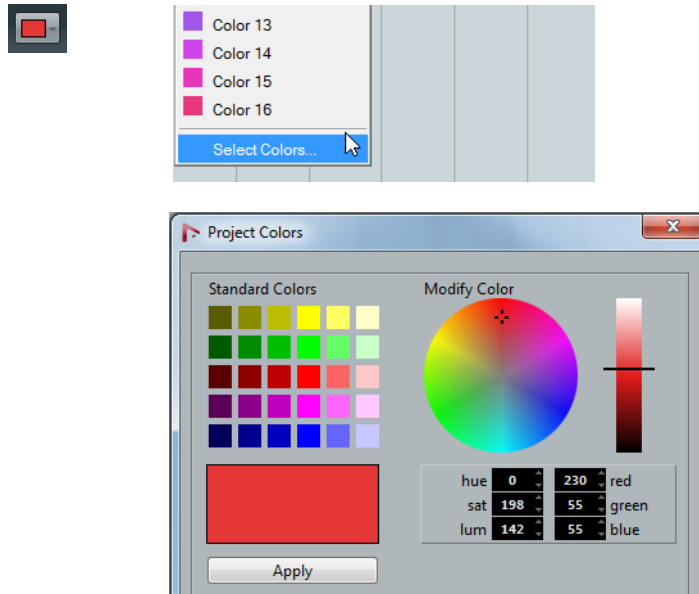 Color 13
Color 14
Color 15
Color 16
Select Colors...
Project Colors
Standard Colors
Modify Color
hue 0 230 red
sat 198 55 green
lum 142 55 blue
Apply